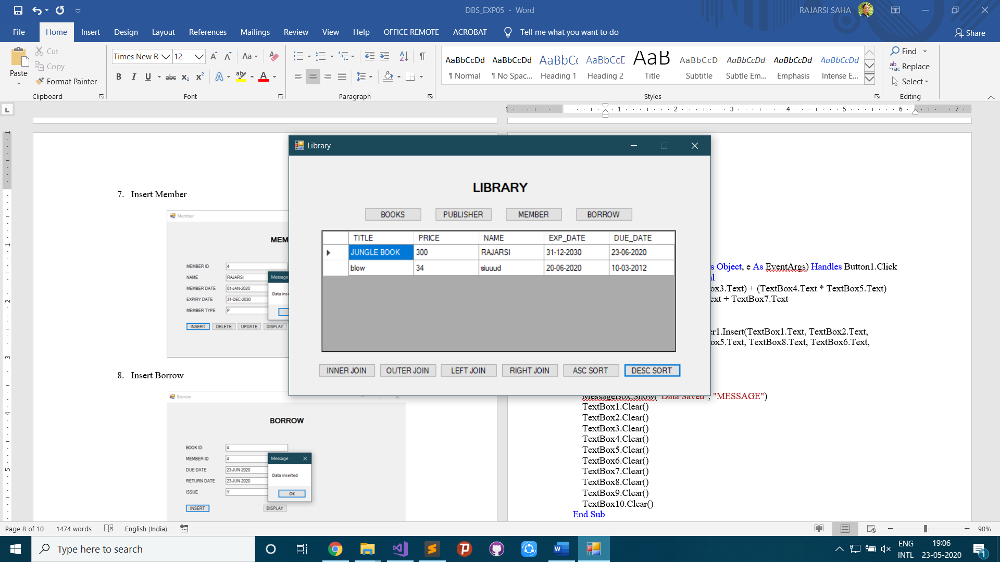 DBS_EXP05 - Word
RAJARSI SAHA
File Home Insert Design Layout References Mailings Review View Help OFFICE REMOTE ACROBAT Tell me what you want to do
Share
Paste
Cut
Copy
Format Painter
Clipboard
Times New R 12
Font
Paragraph
AaBbCcDd AaBbCcDd AaBbCc AaBbCcD AaB AaBbCcD AaBbCcDd AaBbCcDd AaBbCcDd
¶ Normal ¶ No Spac... Heading 1 Heading 2 Title Subtitle Subtle Em... Emphasis Intense E...
Styles
Find
Replace
Select
Editing
7. Insert Member
Member
MEM
MEMBER ID 4
NAME RAJARSI
MEMBER DATE 01-JAN-2020
EXPIRY DATE 31-DEC-2030
MEMBER TYPE P
INSERT DELETE UPDATE DISPLAY
Message
Data inse
8. Insert Borrow
Borrow
BORROW
BOOK ID 4
MEMBER ID 4
DUE DATE 23-JUN-2020
RETURN DATE 23-JUN-2020
ISSUE Y
INSERT DISPLAY
Message
Data inserted
OK
Library
LIBRARY
BOOKS PUBLISHER MEMBER BORROW
TITLE PRICE NAME EXP_DATE DUE_DATE
JUNGLE BOOK 300 RAJARSI 31-12-2030 23-06-2020
blow 34 siuuud 20-06-2020 10-03-2012
INNER JOIN OUTER JOIN LEFT JOIN RIGHT JOIN ASC SORT DESC SORT
s Object, e As EventArgs) Handles Button1.Click
al
ox3.Text) + (TextBox4.Text * TextBox5.Text)
ext + TextBox7.Text
er1.Insert(TextBox1.Text, TextBox2.Text,
ox5.Text, TextBox8.Text, TextBox6.Text,
MessageBox.Show("Data Saved", "MESSAGE")
TextBox1.Clear()
TextBox2.Clear()
TextBox3.Clear()
TextBox4.Clear()
TextBox5.Clear()
TextBox6.Clear()
TextBox7.Clear()
TextBox8.Clear()
TextBox9.Clear()
TextBox10.Clear()
End Sub
Page 8 of 10 1474 words English (India) 90%
Type here to search
ENG
INTL
19:06
23-05-2020
1